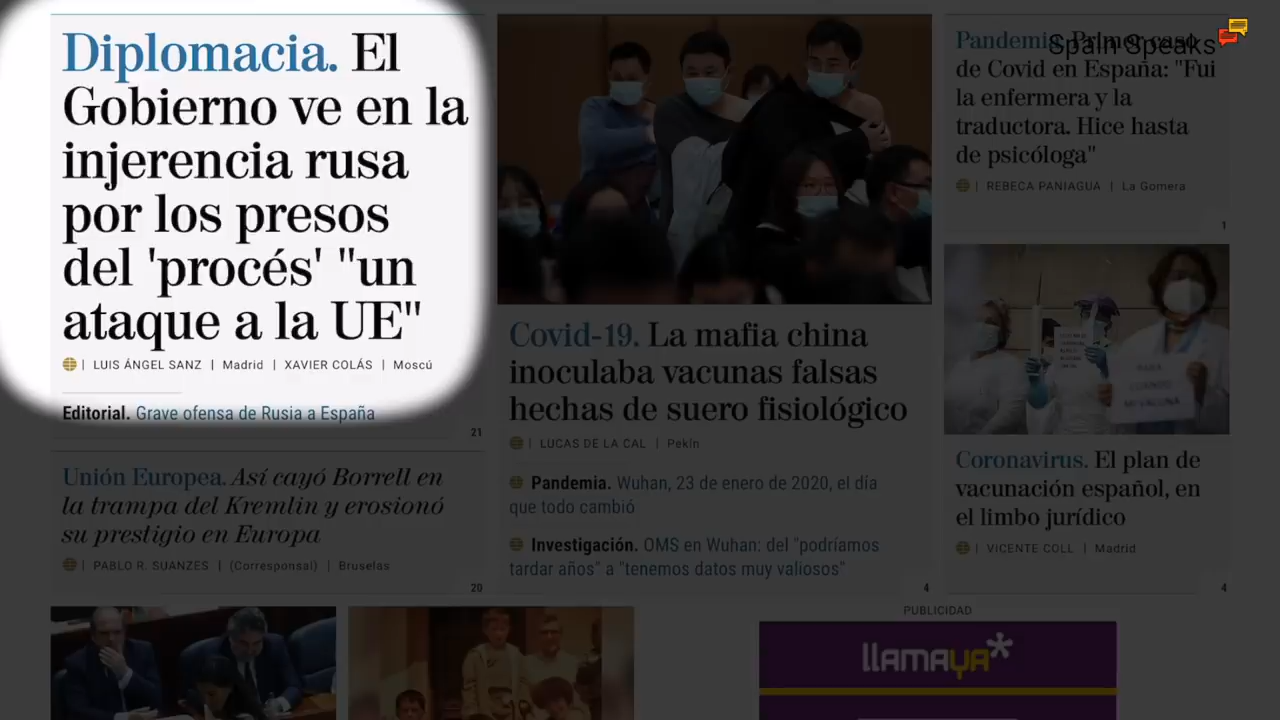 Diplomacia. El
Gobierno ve en la
injerencia rusa
por los presos
del 'procés' "un
ataque a la UE"
| LUIS ÁNGEL SANZ | Madrid | XAVIER COLÁS | Moscú
Editorial. Grave ofensa de Rusia a España
21
Unión Europea. Así cayó Borrell en
la trampa del Kremlin y erosionó
su prestigio en Europa
| PABLO R. SUANZES | (Corresponsal) | Bruselas
20
Covid-19. La mafia china
inoculaba vacunas falsas
hechas de suero fisiológico
| LUCAS DE LA CAL | Pekín
Pandemia. Wuhan, 23 de enero de 2020, el día
que todo cambió
Investigación. OMS en Wuhan: del "podríamos
tardar años" a "tenemos datos muy valiosos"
4
Spain Speaks
Pandemia. Primer caso
de Covid en España: "Fui
la enfermera y la
traductora. Hice hasta
de psicóloga"
| REBECA PANIAGUA | La Gomera
1
Coronavirus. El plan de
vacunación español, en
el limbo jurídico
| VICENTE COLL | Madrid
4
PUBLICIDAD
llamaya